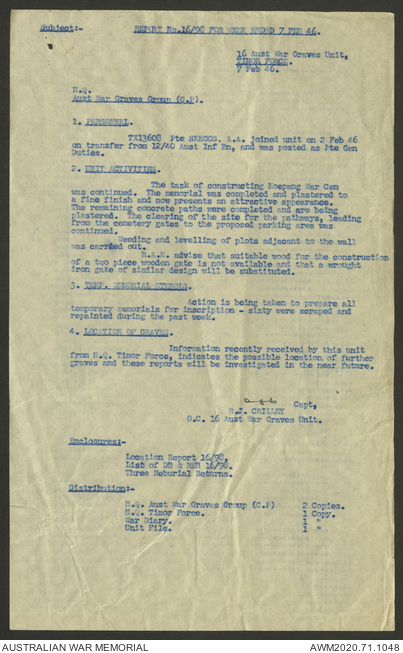 Subject:- REPORT No.16/98 FOR WEEK ENDED 7 FEB 46.
16 Aust War Graves Unit,
TIMOR FORCE.
7 Feb 46.
H.Q.
Aust War Graves Group (C.P).
1. PERSONNEL.
TX13608 Pte A.A. joined unit on 2 Feb 46
on transfer from 12/40 Aust Inf Bn, and was posted as Pte Gen
Duties.
2. UNIT ACTIVITIES.
The task of constructing Koepang War Cem
was continued. The memorial was completed and plastered to
a fine finish and now presents an attractive appearance.
The remaining concrete paths were completed and are being
plastered. The clearing of the site for the pathways, leading
from the cemetery gates to the proposed parking area was
continued.
Weeding and levelling of plots adjacent to the wall
was carried out.
advise that suitable wood for the construction
of a two piece wooden gate is not available and that a wrought
iron gate of similar design will be substituted.
3. TEMP. MEMORIAL SYMBOLS.
Action is being taken to prepare all
temporary memorials for inscription - sixty were scraped and
repainted during the past week.
4. LOCATION OF GRAVES.
Information recently received by this unit
from H.Q. Timor Force, indicates the possible location of further
graves and these reports will be investigated in the near future.
Capt,
R.J. CRILLEY
O.C. 16 Aust War Graves Unit.
Enclosures:-
Location Report 16/98.
List of DB & 16/98.
Three Reburial Returns.
Distribution:-
H.Q. Aust War Graves Group (C.P) 2 Copies.
H.Q. Timor Force. 1 Copy.
War Diary. 1 "
Unit File. 1 "
AUSTRALIAN WAR MEMORIAL AWM2020.71.1048